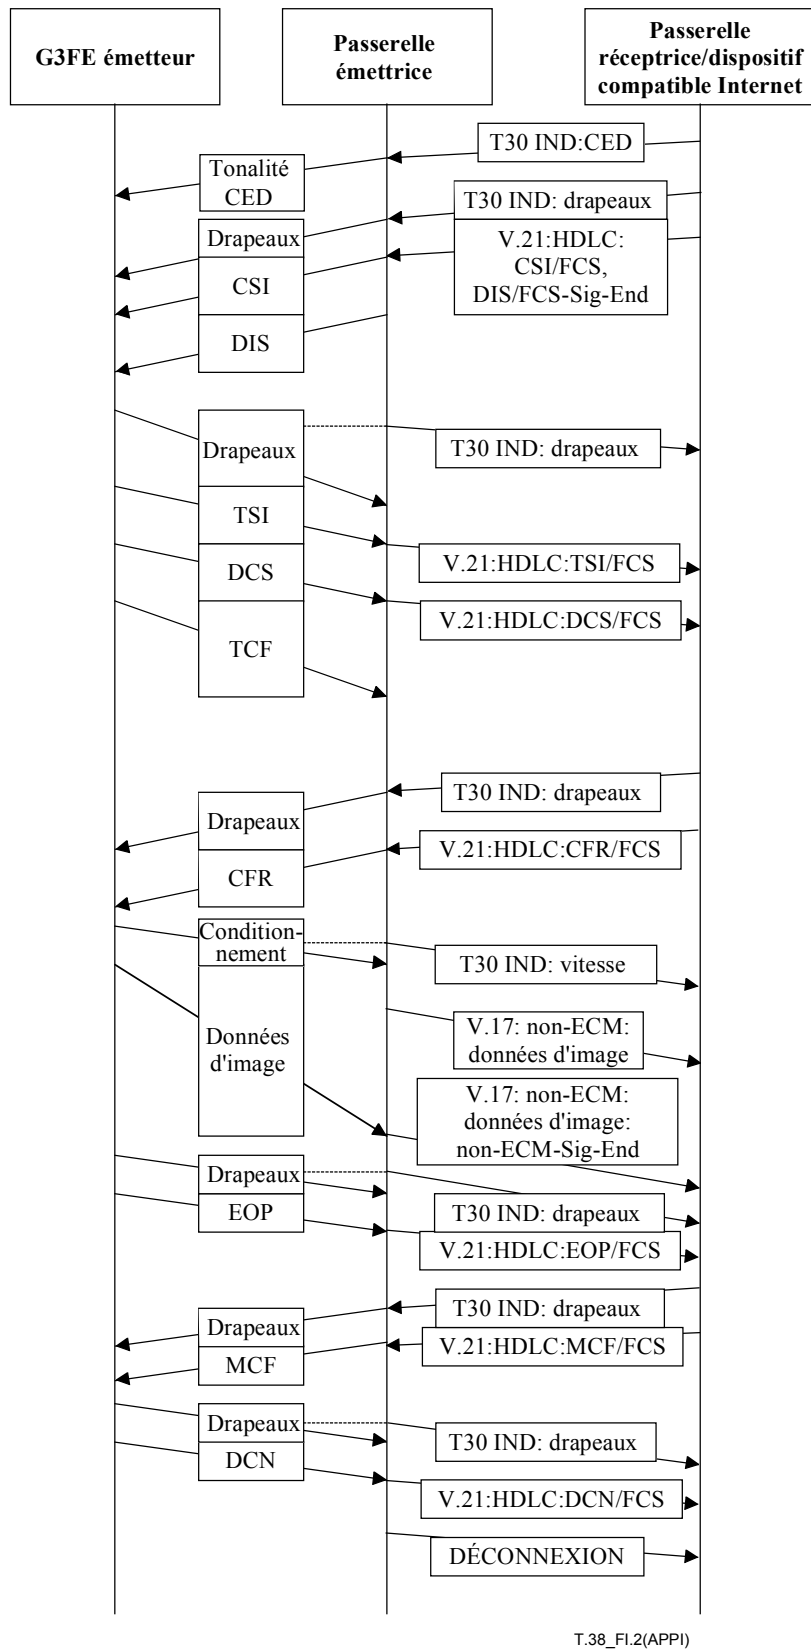 G3FE émetteur
Passerelle
émettrice
Passerelle
réceptrice/dispositif
compatible Internet
T30 IND:CED
Tonalité
CED
T30 IND: drapeaux
Drapeaux
V.21:HDLC:
CSI/FCS,
DIS/FCS-Sig-End
CSI
DIS
Drapeaux
T30 IND: drapeaux
TSI
V.21:HDLC:TSI/FCS
DCS
V.21:HDLC:DCS/FCS
TCF
T30 IND: drapeaux
Drapeaux
V.21:HDLC:CFR/FCS
CFR
Condition-
nement
T30 IND: vitesse
Données
d'image
V.17: non-ECM:
données d'image
V.17: non-ECM:
données d'image:
non-ECM-Sig-End
Drapeaux
T30 IND: drapeaux
EOP
V.21:HDLC:EOP/FCS
T30 IND: drapeaux
Drapeaux
V.21:HDLC:MCF/FCS
MCF
Drapeaux
T30 IND: drapeaux
DCN
V.21:HDLC:DCN/FCS
DÉCONNEXION
T.38_FI.2(APPI)